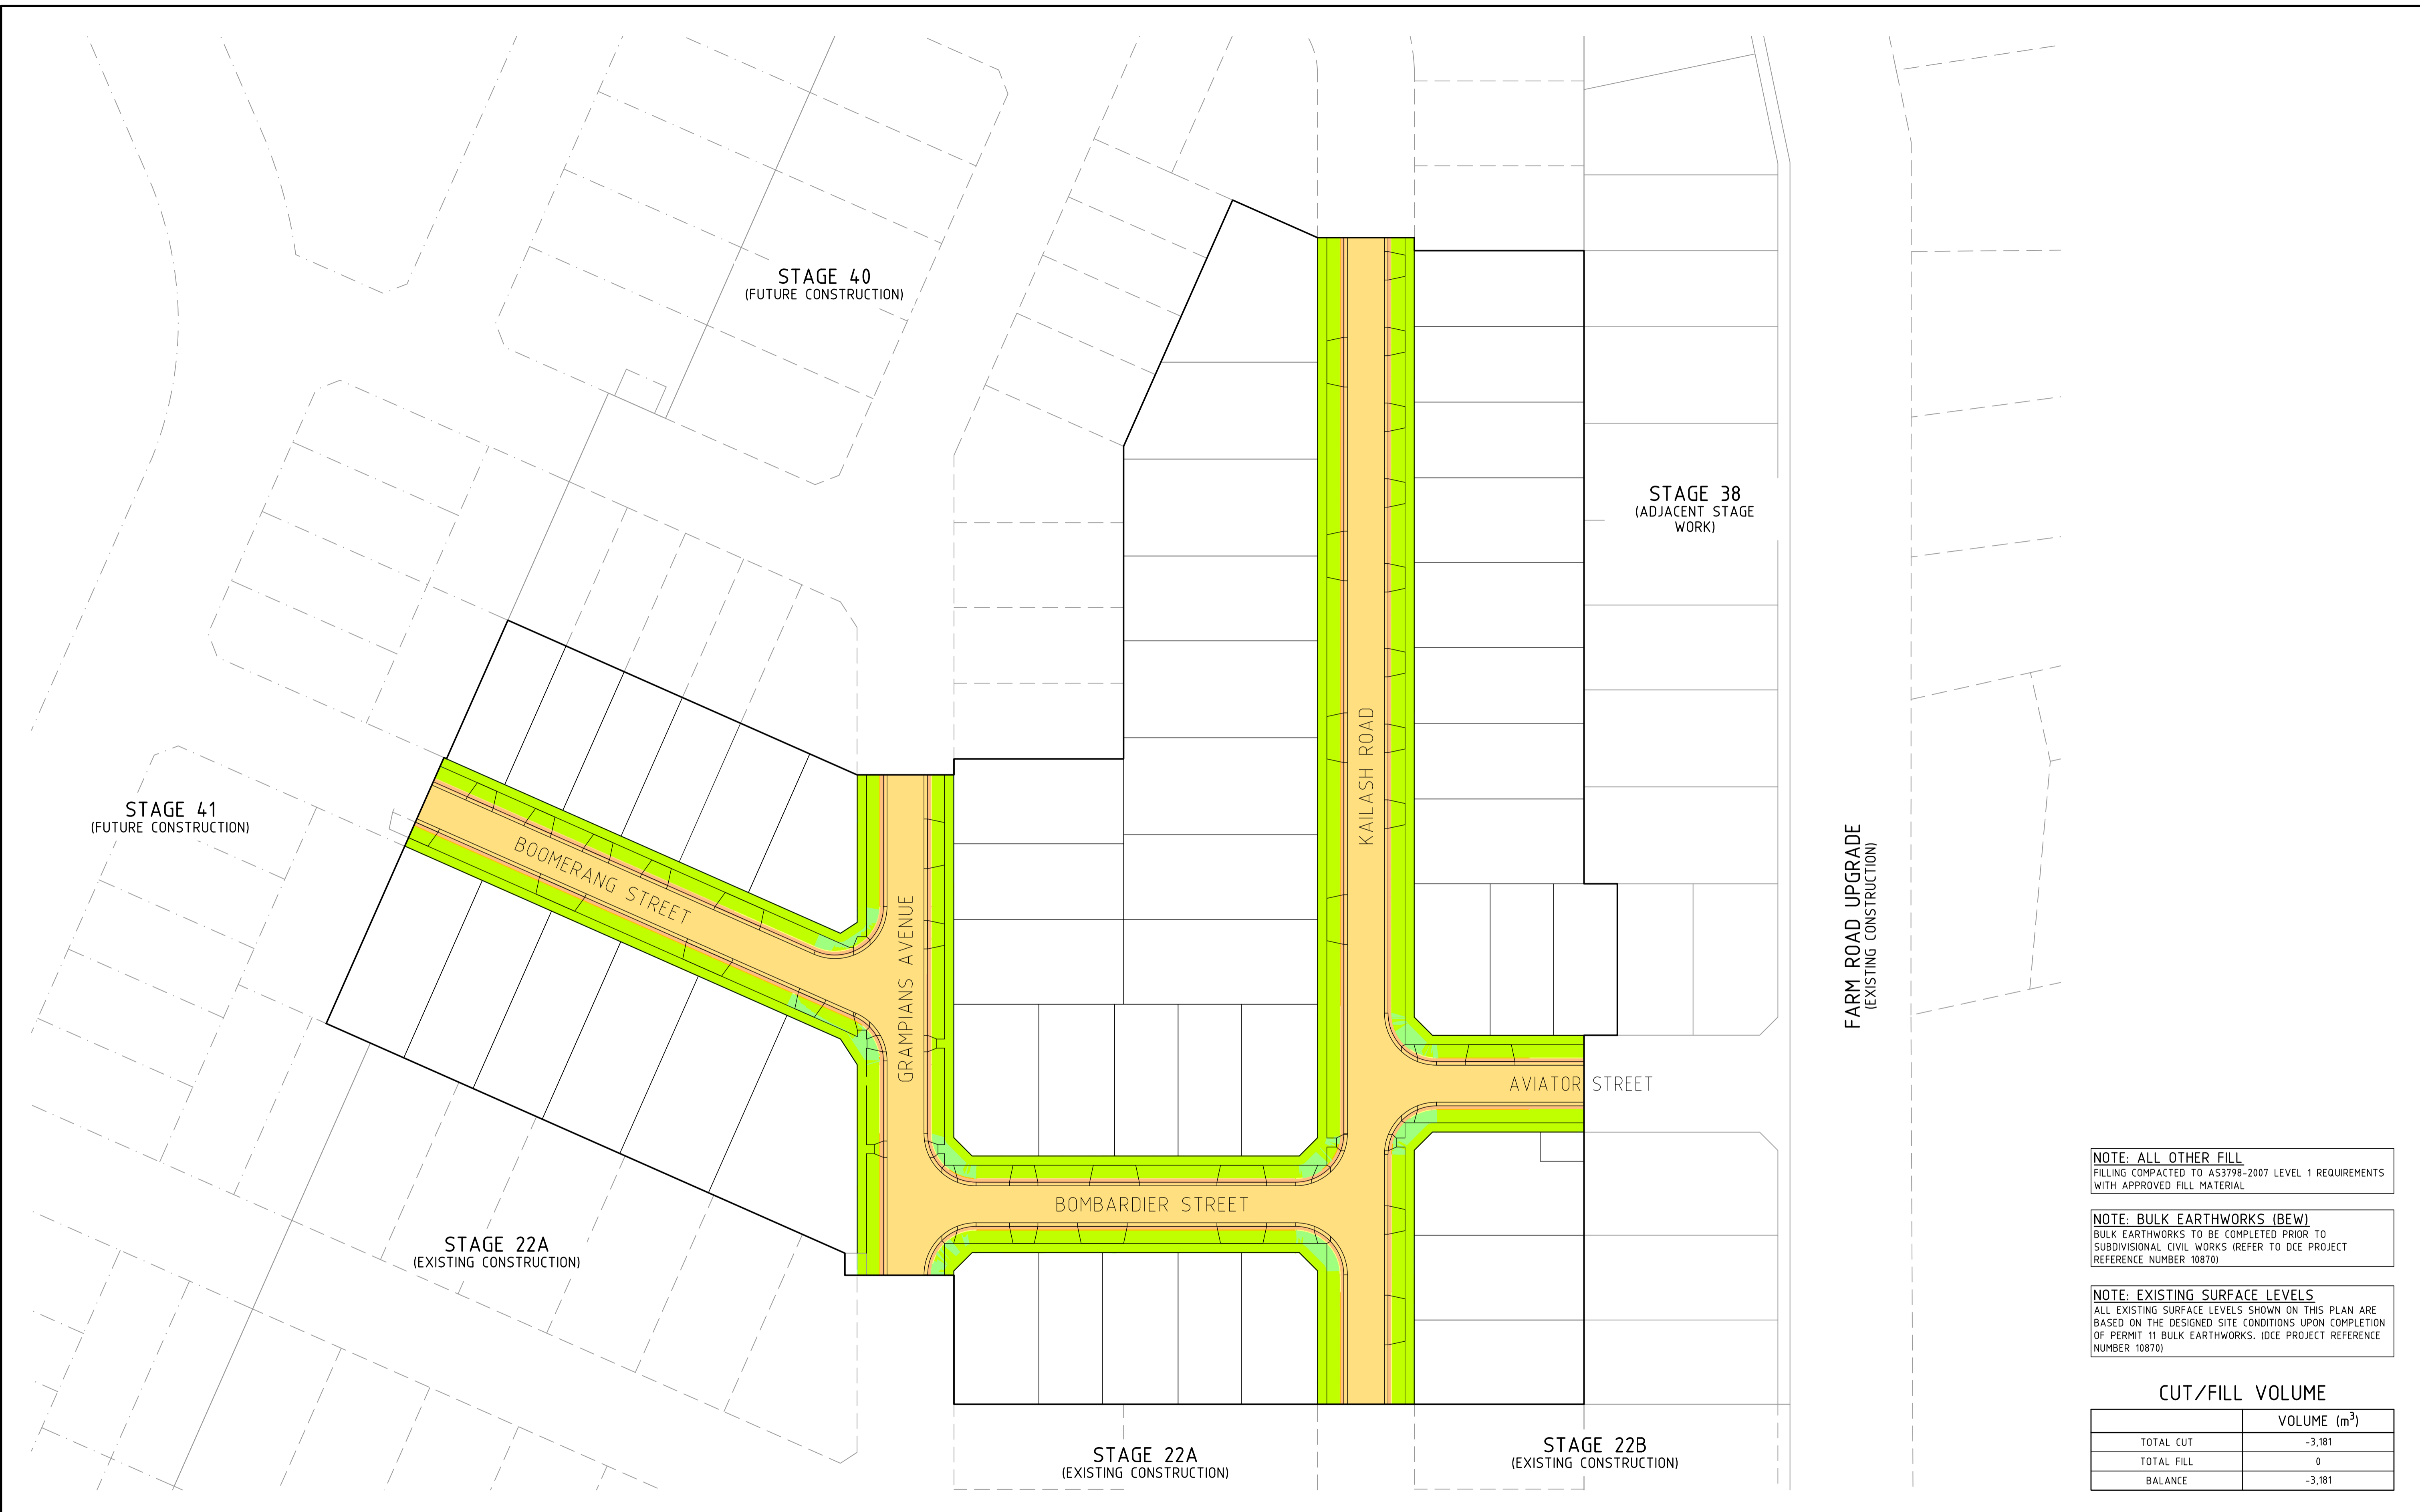 STAGE 40
(FUTURE CONSTRUCTION)
STAGE 38
(ADJACENT STAGE
WORK)
STAGE 41
(FUTURE CONSTRUCTION)
BOOMERANG STREET
GRAMPIANS AVENUE
KAILASH ROAD
FARM ROAD UPGRADE
(EXISTING CONSTRUCTION)
AVIATOR STREET
BOMBARDIER STREET
STAGE 22A
(EXISTING CONSTRUCTION)
STAGE 22A
(EXISTING CONSTRUCTION)
STAGE 22B
(EXISTING CONSTRUCTION)
NOTE: ALL OTHER FILL
FILLING COMPACTED TO AS3798-2007 LEVEL 1 REQUIREMENTS
WITH APPROVED FILL MATERIAL
NOTE: BULK EARTHWORKS (BEW)
BULK EARTHWORKS TO BE COMPLETED PRIOR TO
SUBDIVISIONAL CIVIL WORKS (REFER TO DCE PROJECT
REFERENCE NUMBER 10870)
NOTE: EXISTING SURFACE LEVELS
ALL EXISTING SURFACE LEVELS SHOWN ON THIS PLAN ARE
BASED ON THE DESIGNED SITE CONDITIONS UPON COMPLETION
OF PERMIT 11 BULK EARTHWORKS. (DCE PROJECT REFERENCE
NUMBER 10870)
CUT/FILL VOLUME
VOLUME (m³)
TOTAL CUT -3,181
TOTAL FILL 0
BALANCE -3,181